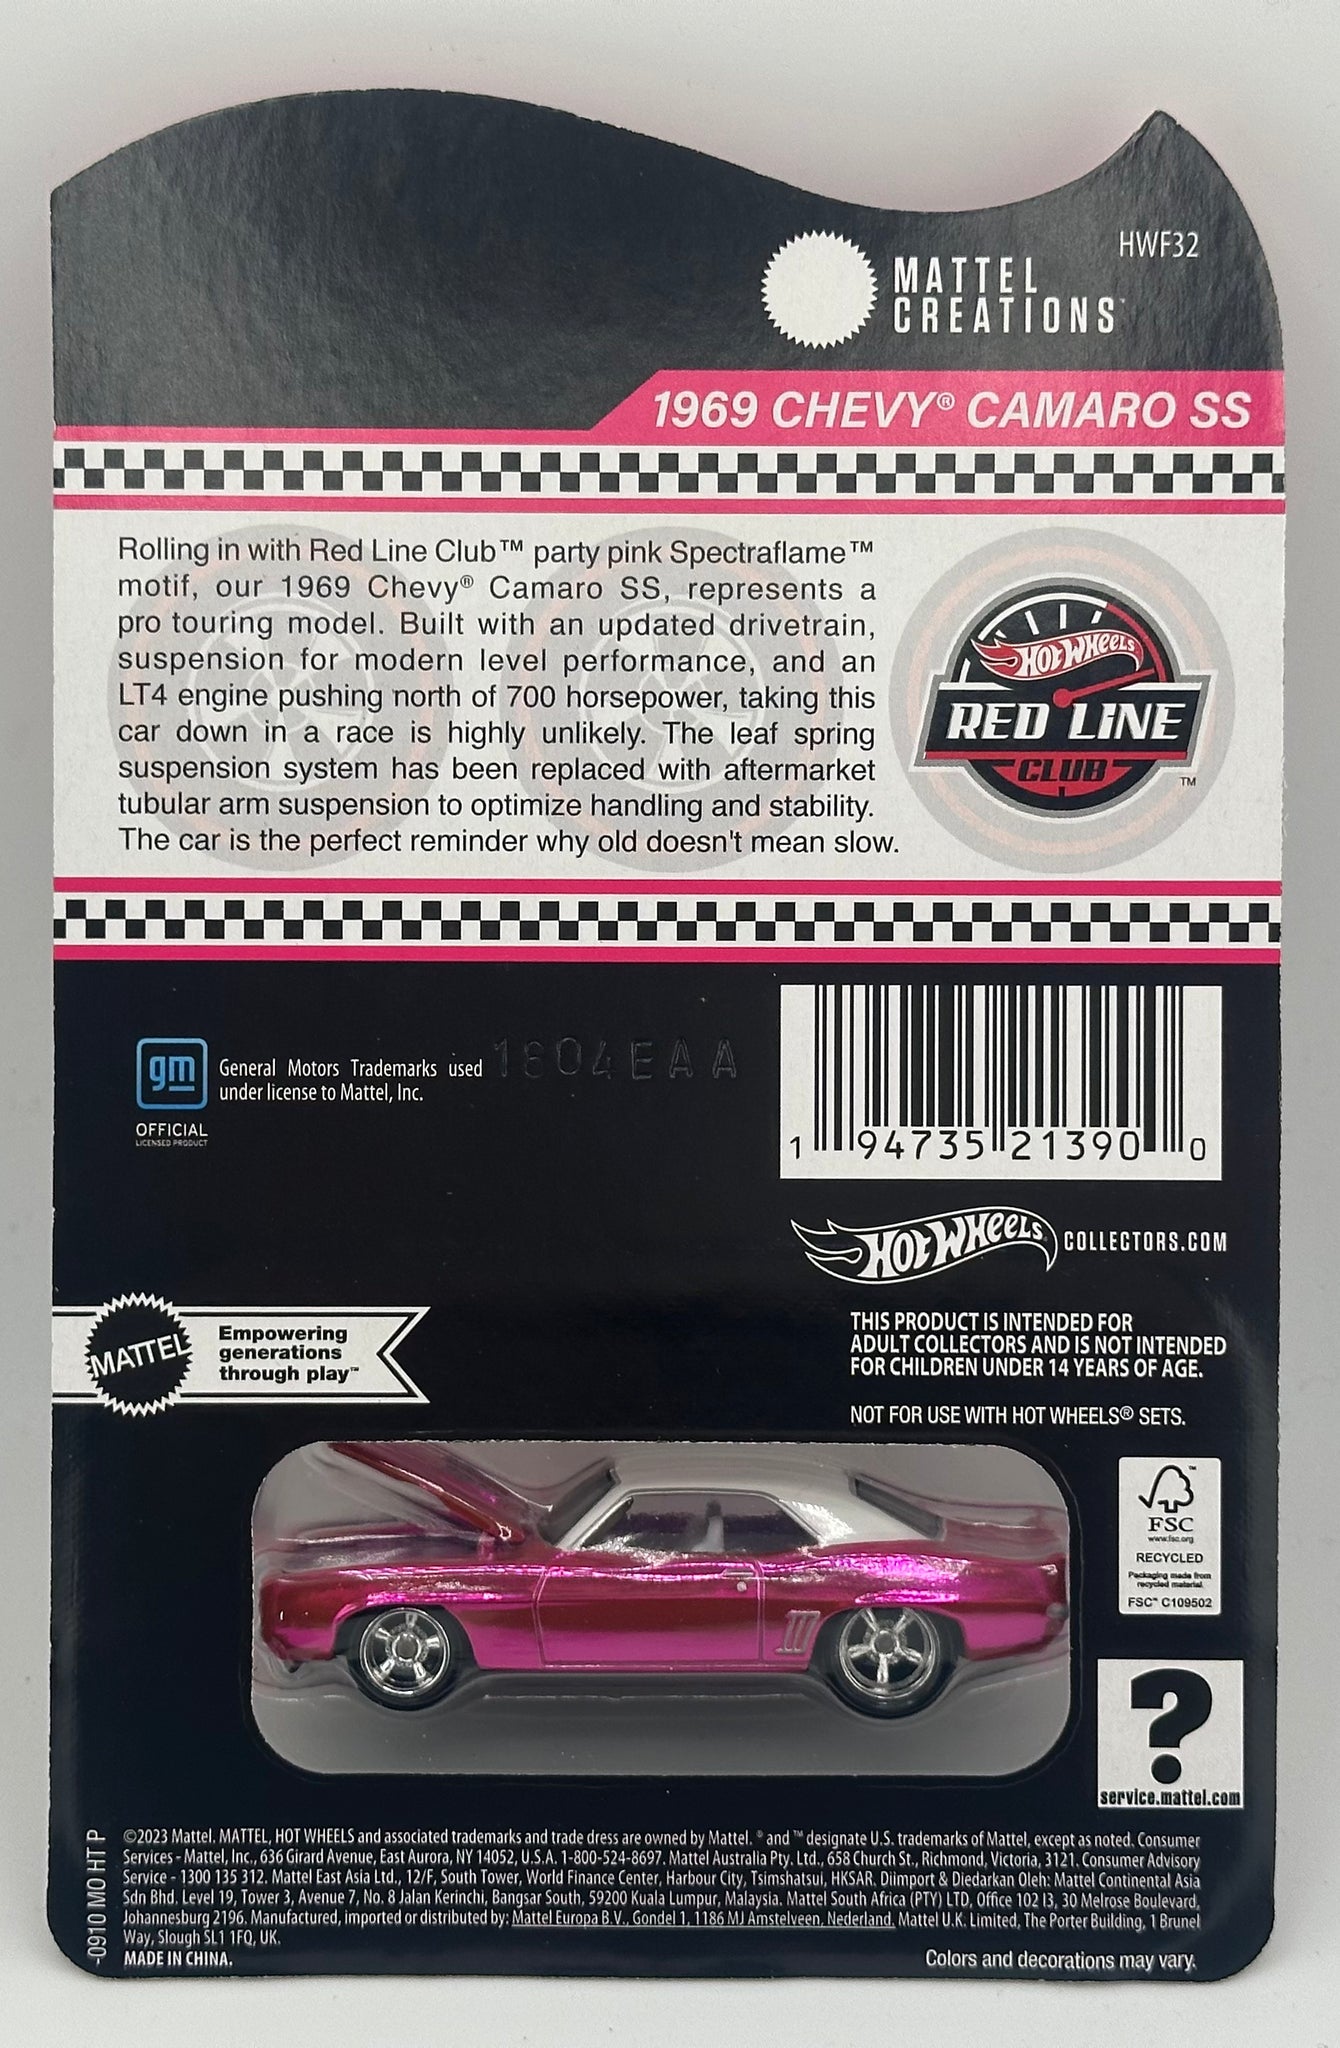 HWF32
MATTEL
CREATIONS™
1969 CHEVY® CAMARO SS
Rolling in with Red Line Club™ party pink Spectraflame™
motif, our 1969 Chevy® Camaro SS, represents a
pro touring model. Built with an updated drivetrain,
suspension for modern level performance, and an
LT4 engine pushing north of 700 horsepower, taking this
car down in a race is highly unlikely. The leaf spring
suspension system has been replaced with aftermarket
tubular arm suspension to optimize handling and stability.
The car is the perfect reminder why old doesn't mean slow.
HOT WHEELS
RED LINE
CLUB
™
gm
OFFICIAL
LICENSED PRODUCT
General Motors Trademarks used
under license to Mattel, Inc.
1 94735 21390 0
HOT WHEELS® COLLECTORS.COM
MATTEL
Empowering
generations
through play™
THIS PRODUCT IS INTENDED FOR
ADULT COLLECTORS AND IS NOT INTENDED
FOR CHILDREN UNDER 14 YEARS OF AGE.
NOT FOR USE WITH HOT WHEELS® SETS.
™
FSC
www.fsc.org
RECYCLED
Packaging made from
recycled material
FSC™ C109502
?
service.mattel.com
-0910 MO HT P
©2023 Mattel. MATTEL, HOT WHEELS and associated trademarks and trade dress are owned by Mattel. ® and ™ designate U.S. trademarks of Mattel, except as noted. Consumer
Services - Mattel, Inc., 636 Girard Avenue, East Aurora, NY 14052, U.S.A. 1-800-524-8697. Mattel Australia Pty. Ltd., 658 Church St., Richmond, Victoria, 3121. Consumer Advisory
Service - 1300 135 312. Mattel East Asia Ltd., 12/F, South Tower, World Finance Center, Harbour City, Tsimshatsui, HKSAR. Diimport & Diedarkan Oleh: Mattel Continental Asia
Sdn Bhd. Level 19, Tower 3, Avenue 7, No. 8 Jalan Kerinchi, Bangsar South, 59200 Kuala Lumpur, Malaysia. Mattel South Africa (PTY) LTD, Office 102 I3, 30 Melrose Boulevard,
Johannesburg 2196. Manufactured, imported or distributed by: Mattel Europa B.V., Gondel 1, 1186 MJ Amstelveen, Nederland. Mattel U.K. Limited, The Porter Building, 1 Brunel
Way, Slough SL1 1FQ, UK.
MADE IN CHINA.
Colors and decorations may vary.